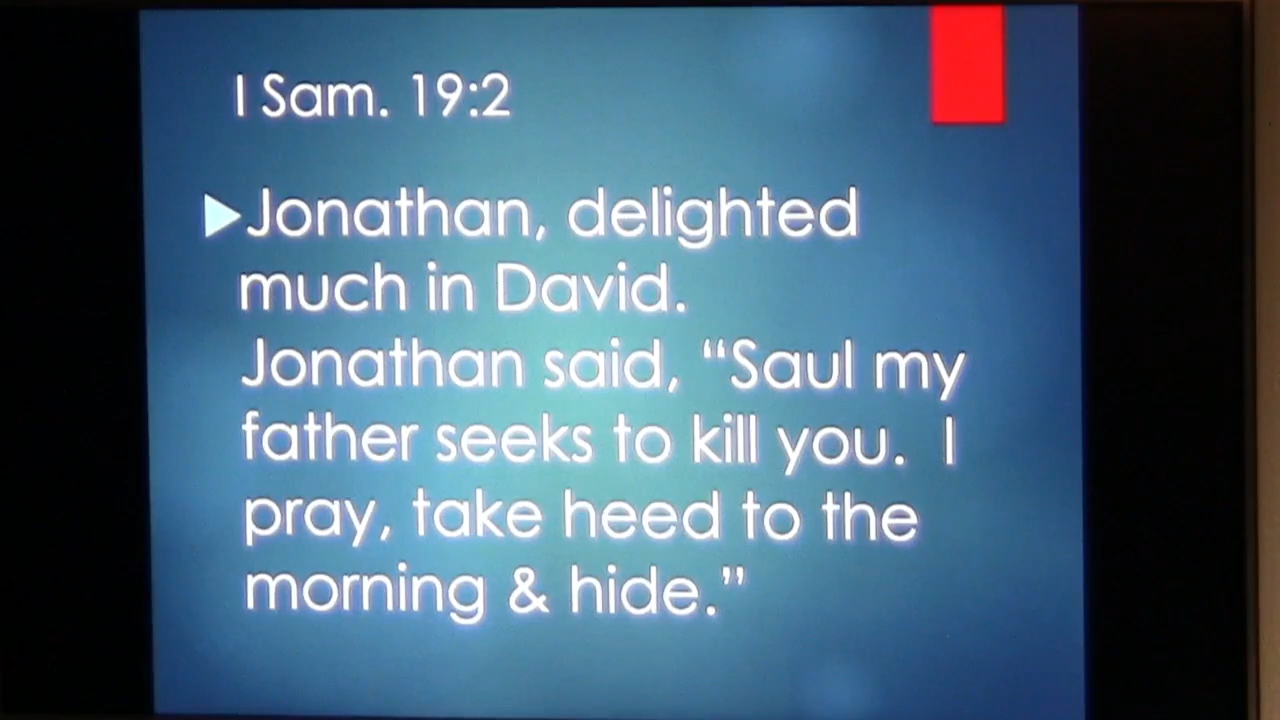 I Sam. 19:2
Jonathan, delighted
much in David.
Jonathan said, “Saul my
father seeks to kill you.  I
pray, take heed to the
morning & hide.”